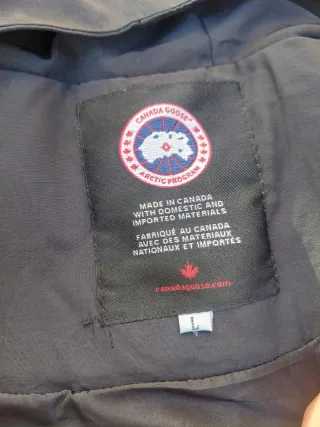 CANADA GOOSE
ARCTIC PROGRAM
MADE IN CANADA
WITH DOMESTIC AND
IMPORTED MATERIALS
FABRIQUÉ AU CANADA
AVEC DES MATERIAUX
NATIONAUX ET IMPORTÉS
canadagoose.com
L